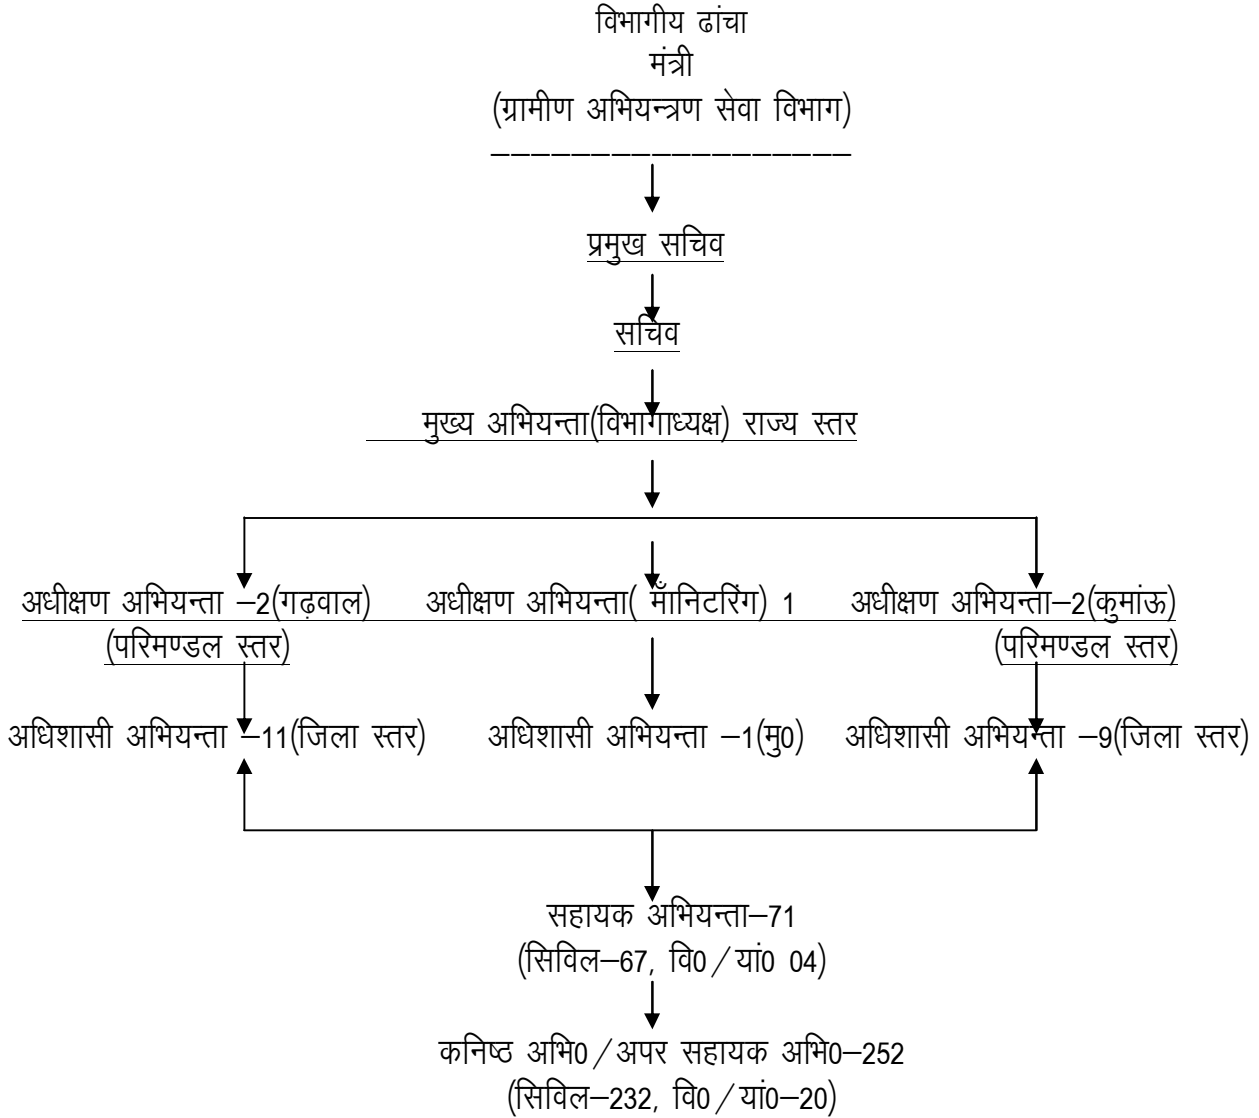 विभागीय ढांचा
मंत्री
(ग्रामीण अभियन्त्रण सेवा विभाग)
——————————————————
प्रमुख सचिव
सचिव
मुख्य अभियन्ता(विभागाध्यक्ष) राज्य स्तर
अधीक्षण अभियन्ता –2(गढ़वाल) अधीक्षण अभियन्ता( मॉंनिटरिंग) 1 अधीक्षण अभियन्ता–2(कुमांऊ)
(परिमण्डल स्तर) (परिमण्डल स्तर)
अधिशासी अभियन्ता –11(जिला स्तर) अधिशासी अभियन्ता –1(मु0) अधिशासी अभियन्ता –9(जिला स्तर)
सहायक अभियन्ता–71
(सिविल–67, वि0/यां0 04)
कनिष्ठ अभि0/अपर सहायक अभि0–252
(सिविल–232, वि0/यां0–20)